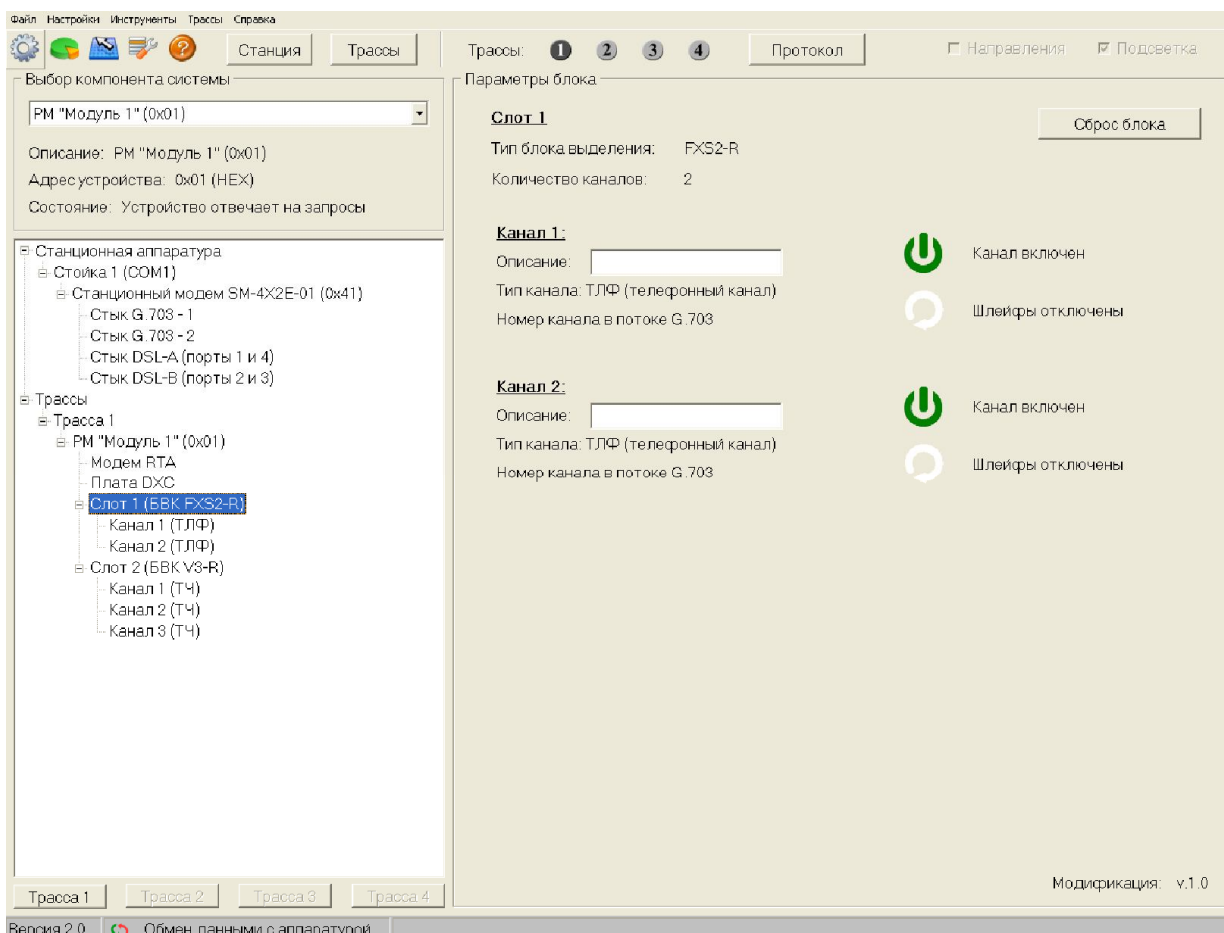 Файл Настройки Инструменты Трассы Справка
Станция Трассы Трассы: 1 2 3 4 Протокол Направления Подсветка
Выбор компонента системы
РМ "Модуль 1" (0x01)
Описание: РМ "Модуль 1" (0x01)
Адрес устройства: 0x01 (HEX)
Состояние: Устройство отвечает на запросы
Станционная аппаратура
Стойка 1 (COM1)
Станционный модем SM-4X2E-01 (0x41)
Стык G.703 - 1
Стык G.703 - 2
Стык DSL-A (порты 1 и 4)
Стык DSL-B (порты 2 и 3)
Трассы
Трасса 1
РМ "Модуль 1" (0x01)
Модем RTA
Плата DXC
Слот 1 (БВК FXS2-R)
Канал 1 (ТЛФ)
Канал 2 (ТЛФ)
Слот 2 (БВК V3-R)
Канал 1 (ТЧ)
Канал 2 (ТЧ)
Канал 3 (ТЧ)
Трасса 1 Трасса 2 Трасса 3 Трасса 4
Параметры блока
Слот 1
Сброс блока
Тип блока выделения: FXS2-R
Количество каналов: 2
Канал 1:
Канал включен
Описание:
Тип канала: ТЛФ (телефонный канал)
Шлейфы отключены
Номер канала в потоке G.703
Канал 2:
Канал включен
Описание:
Тип канала: ТЛФ (телефонный канал)
Шлейфы отключены
Номер канала в потоке G.703
Модификация: v.1.0
Версия 2.0 Обмен данными с аппаратурой